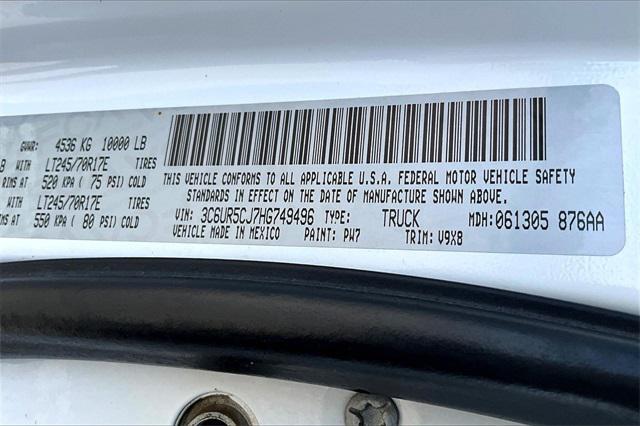 GVWR: 4536 KG 10000 LB
B WITH LT245/70R17E TIRES
RIMS AT 520 KPA ( 75 PSI) COLD
WITH LT245/70R17E TIRES
RIMS AT 550 KPA ( 80 PSI) COLD
THIS VEHICLE CONFORMS TO ALL APPLICABLE U.S.A. FEDERAL MOTOR VEHICLE SAFETY
STANDARDS IN EFFECT ON THE DATE OF MANUFACTURE SHOWN ABOVE.
VIN: 3C6UR5CJ7HG749496 TYPE: TRUCK MDH: 061305 876AA
VEHICLE MADE IN MEXICO PAINT: PW7 TRIM: V9X8